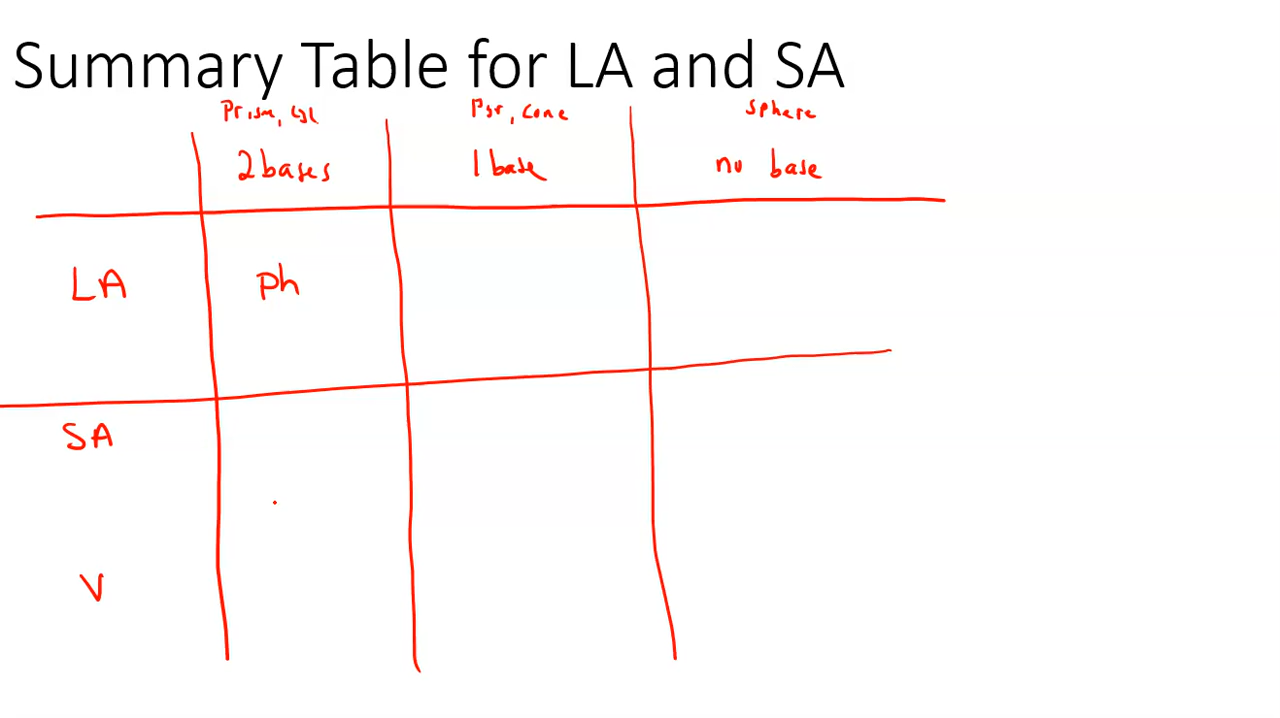 Summary Table for LA and SA
Prism, cyl Pyr, cone sphere
2 bases 1 base no base
LA ph
SA
V